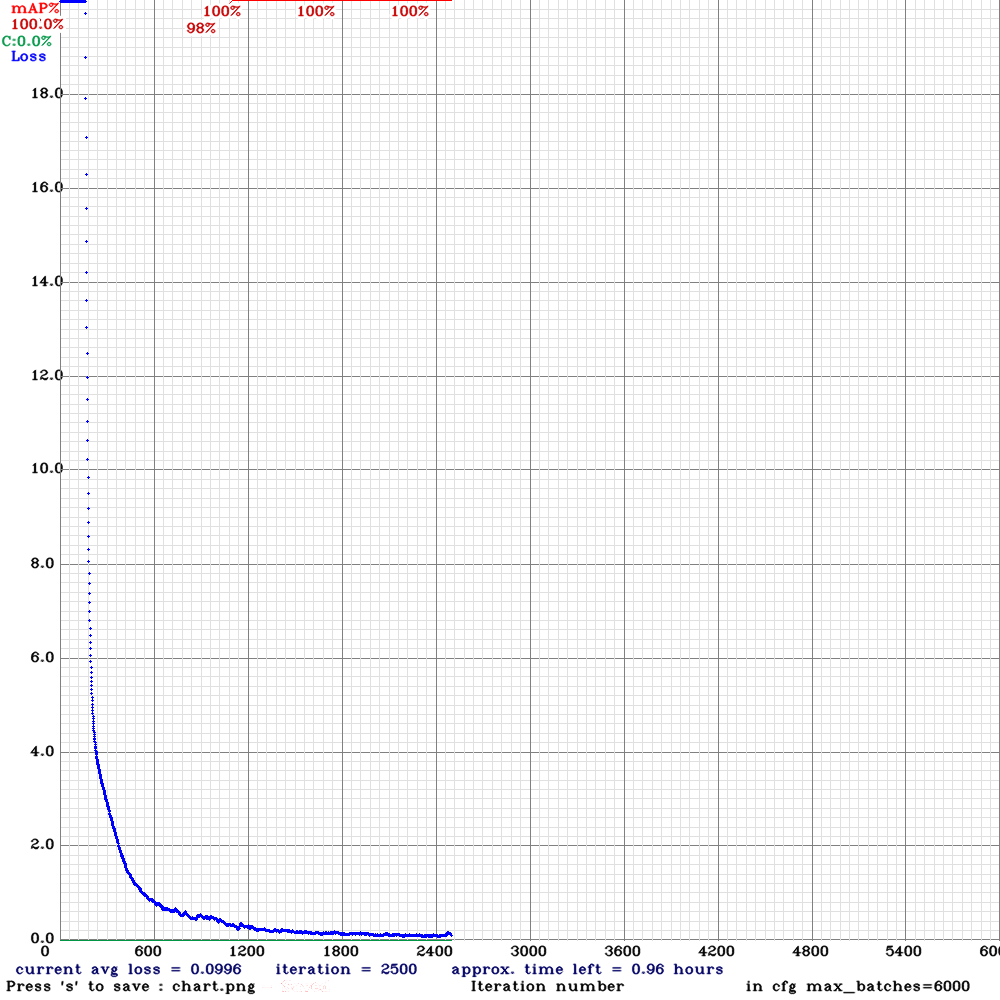 mAP% 100% 100% 100%
100.0% 98%
C:0.0%
Loss
18.0
16.0
14.0
12.0
10.0
8.0
6.0
4.0
2.0
0.0
0 600 1200 1800 2400 3000 3600 4200 4800 5400 60
current avg loss = 0.0996 iteration = 2500 approx. time left = 0.96 hours
Press 's' to save : chart.png Iteration number in cfg max_batches=6000